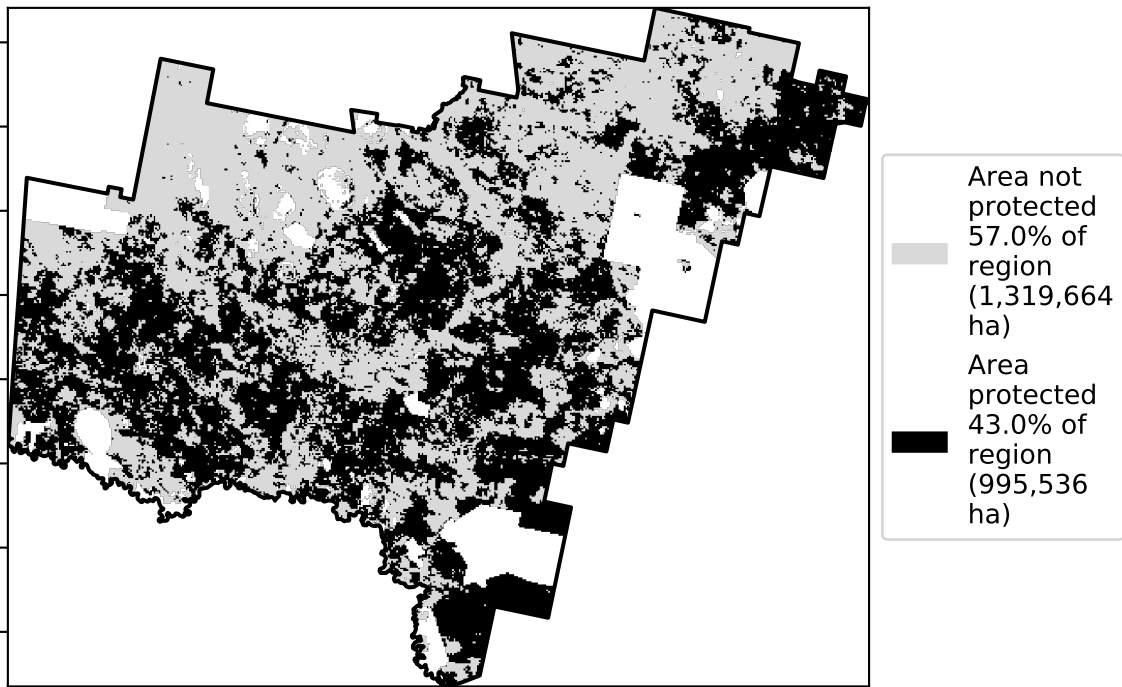 Area not
protected
57.0% of
region
(1,319,664
ha)
Area
protected
43.0% of
region
(995,536
ha)